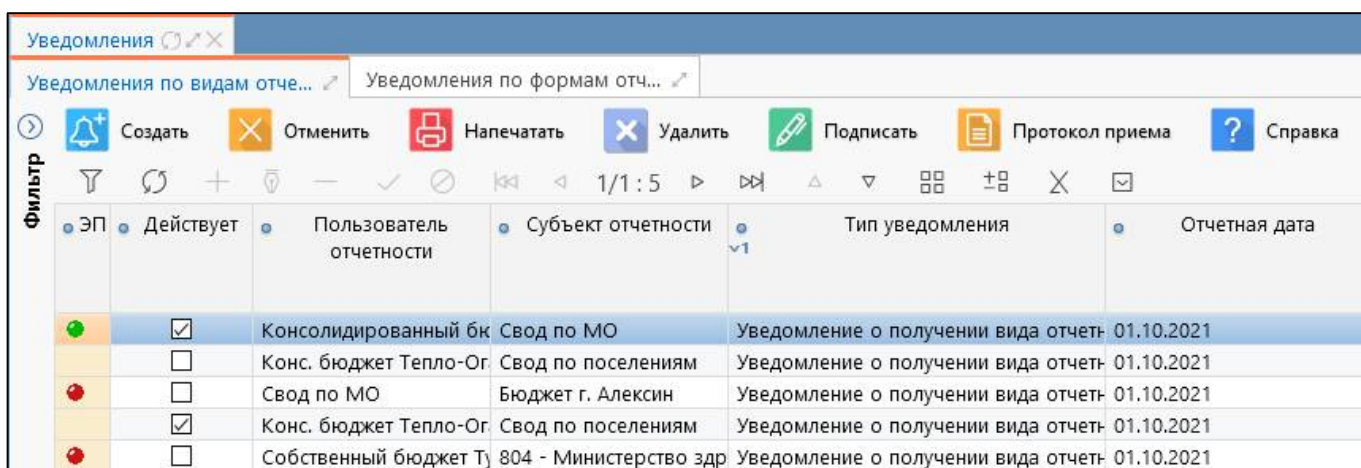 Уведомления
Уведомления по видам отче... Уведомления по формам отч...
Создать Отменить Напечатать Удалить Подписать Протокол приема ? Справка
Фильтр
1/1 : 5
ЭП Действует Пользователь отчетности Субъект отчетности Тип уведомления Отчетная дата
1
Консолидированный бк Свод по МО Уведомление о получении вида отчетн 01.10.2021
Конс. бюджет Тепло-Ог Свод по поселениям Уведомление о получении вида отчетн 01.10.2021
Свод по МО Бюджет г. Алексин Уведомление о получении вида отчетн 01.10.2021
Конс. бюджет Тепло-Ог Свод по поселениям Уведомление о получении вида отчетн 01.10.2021
Собственный бюджет Ту 804 - Министерство здр Уведомление о получении вида отчетн 01.10.2021